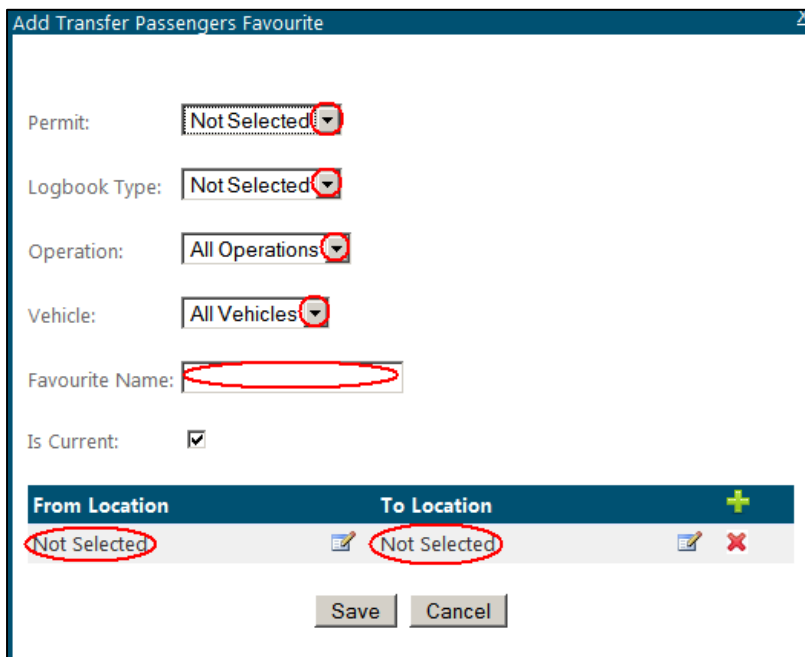 Add Transfer Passengers Favourite X
Permit: Not Selected
Logbook Type: Not Selected
Operation: All Operations
Vehicle: All Vehicles
Favourite Name:
Is Current:
From Location To Location
Not Selected Not Selected
Save Cancel